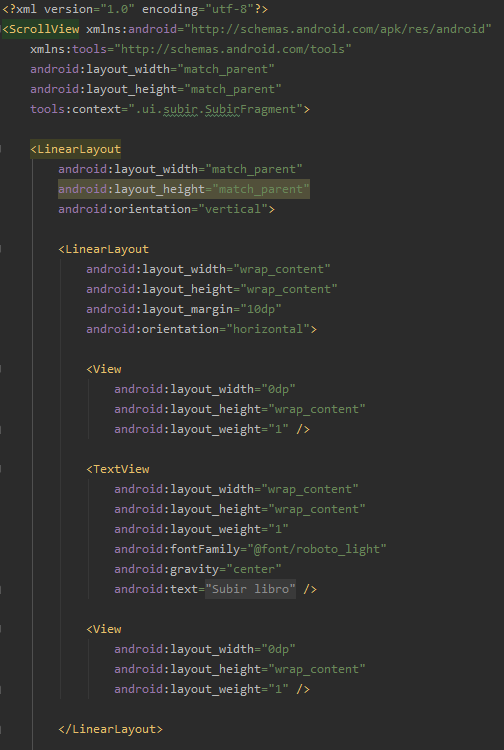 <?xml version="1.0" encoding="utf-8"?>
<ScrollView xmlns:android="http://schemas.android.com/apk/res/android"
    xmlns:tools="http://schemas.android.com/tools"
    android:layout_width="match_parent"
    android:layout_height="match_parent"
    tools:context=".ui.subir.SubirFragment">

    <LinearLayout
        android:layout_width="match_parent"
        android:layout_height="match_parent"
        android:orientation="vertical">

        <LinearLayout
            android:layout_width="wrap_content"
            android:layout_height="wrap_content"
            android:layout_margin="10dp"
            android:orientation="horizontal">

            <View
                android:layout_width="0dp"
                android:layout_height="wrap_content"
                android:layout_weight="1" />

            <TextView
                android:layout_width="wrap_content"
                android:layout_height="wrap_content"
                android:layout_weight="1"
                android:fontFamily="@font/roboto_light"
                android:gravity="center"
                android:text="Subir libro" />

            <View
                android:layout_width="0dp"
                android:layout_height="wrap_content"
                android:layout_weight="1" />

        </LinearLayout>